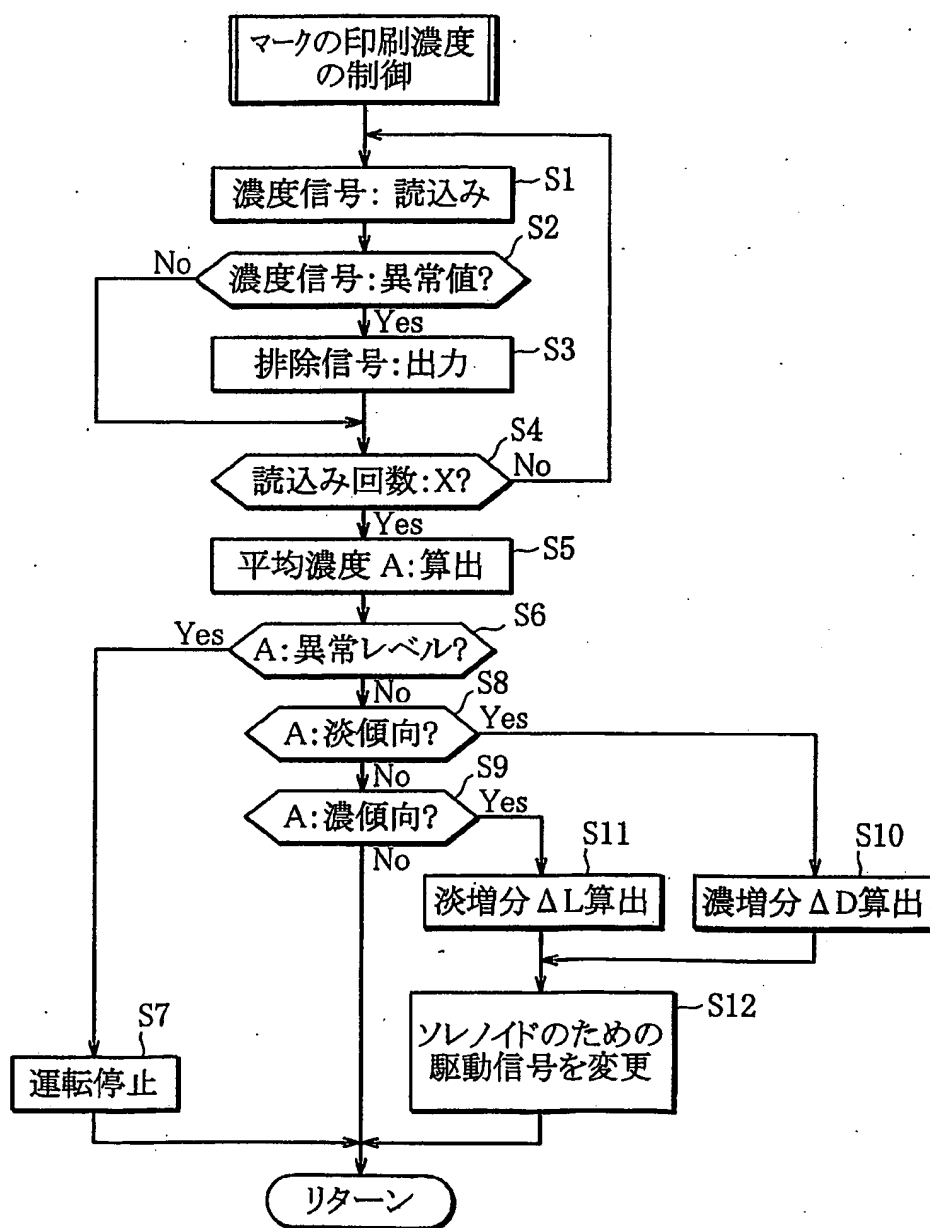 マークの印刷濃度
の制御
濃度信号: 読込み
S1
濃度信号:異常値?
S2
No
Yes
排除信号:出力
S3
読込み回数:X?
S4
No
Yes
平均濃度 A:算出
S5
A:異常レベル?
S6
Yes
No
A:淡傾向?
S8
Yes
No
A:濃傾向?
S9
Yes
No
淡増分ΔL算出
S11
濃増分ΔD算出
S10
ソレノイドのための
駆動信号を変更
S12
運転停止
S7
リターン